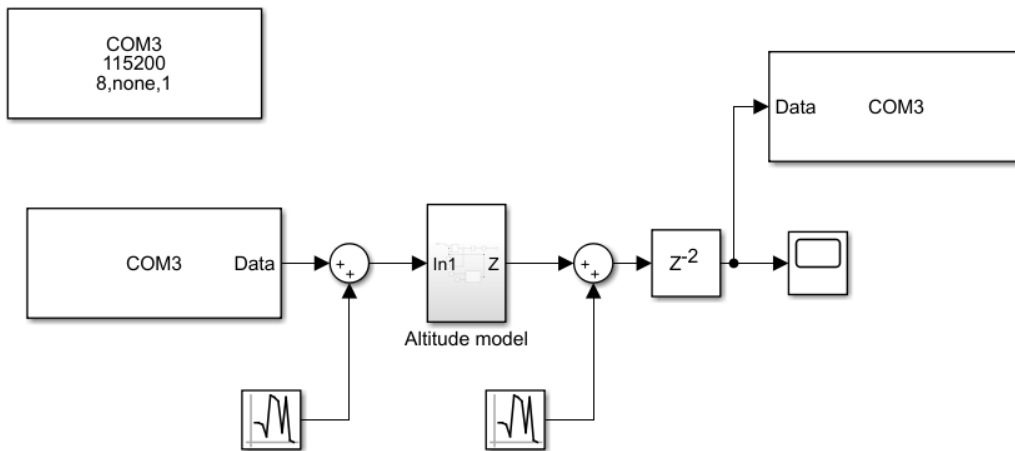 COM3
115200
8,none,1
Data COM3
COM3 Data
+
+
In1 Z
+
+
Z-2
Altitude model